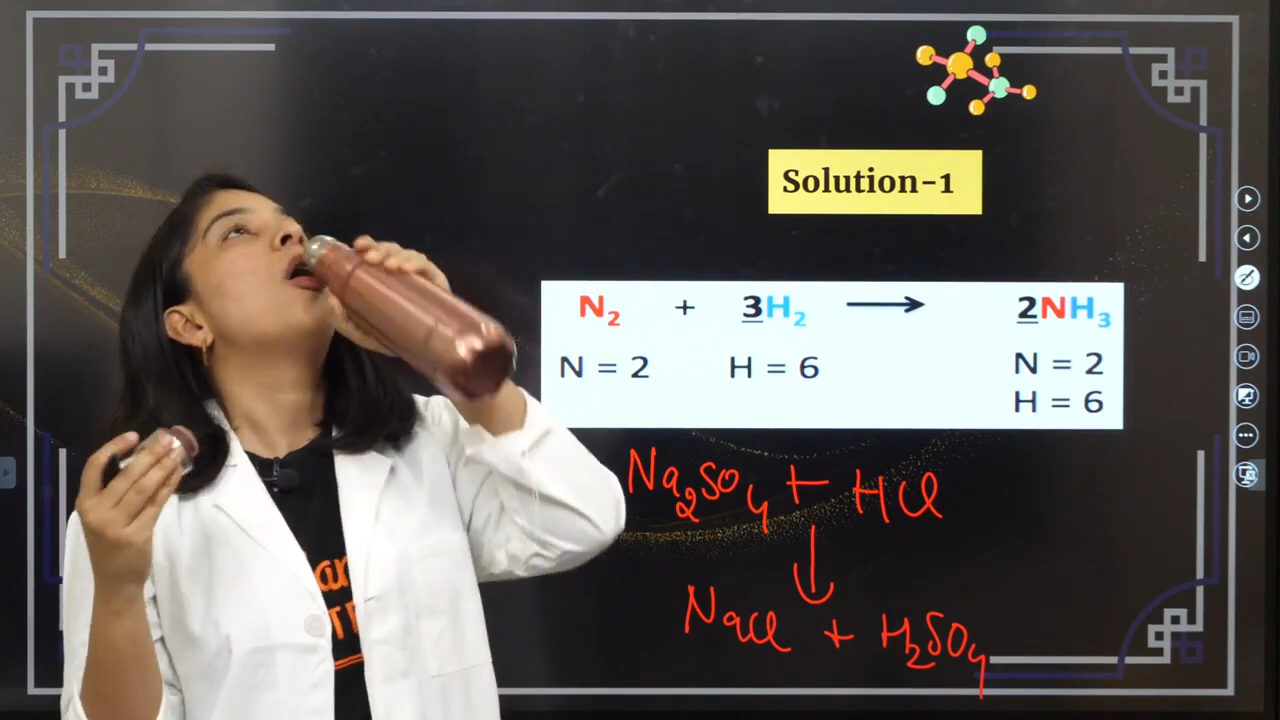 Solution-1
N₂ + 3H₂ ⟶ 2NH₃
N = 2 H = 6 N = 2
H = 6
Na₂SO₄ + HCl
↓
NaCl + H₂SO₄